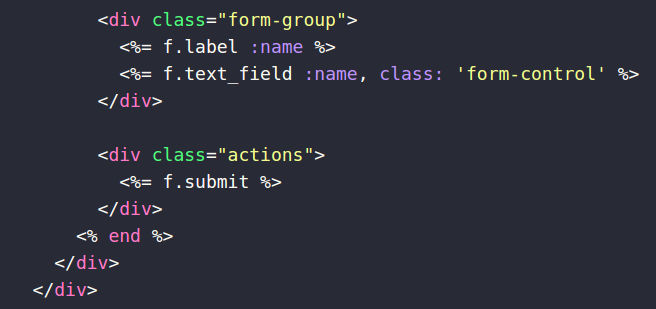 <div class="form-group">
<%= f.label :name %>
<%= f.text_field :name, class: 'form-control' %>
</div>
<div class="actions">
<%= f.submit %>
</div>
<% end %>
</div>
</div>